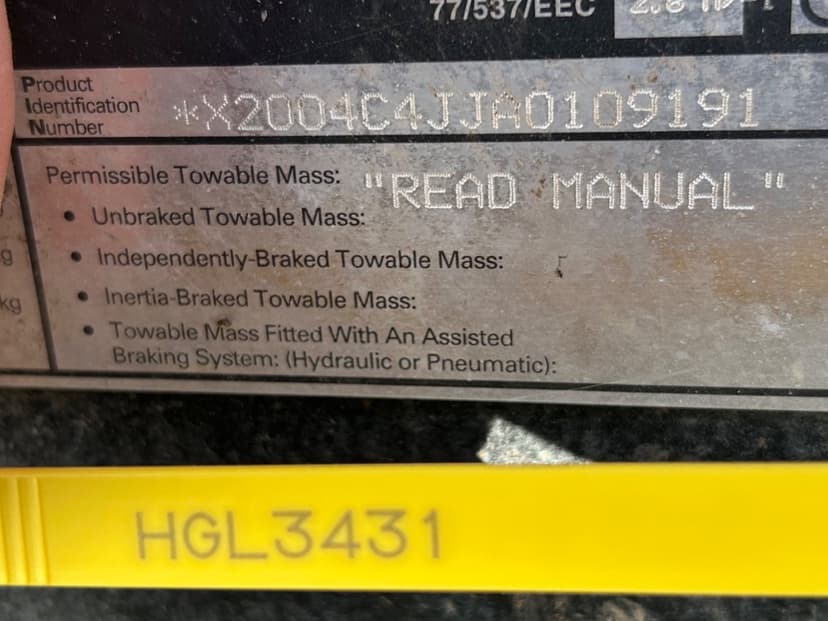 77/537/EEC
Product
Identification
Number
*X2004C4JJA0109191
Permissible Towable Mass: "READ MANUAL"
• Unbraked Towable Mass:
g • Independently-Braked Towable Mass:
kg • Inertia-Braked Towable Mass:
• Towable Mass Fitted With An Assisted
Braking System: (Hydraulic or Pneumatic):
HGL3431